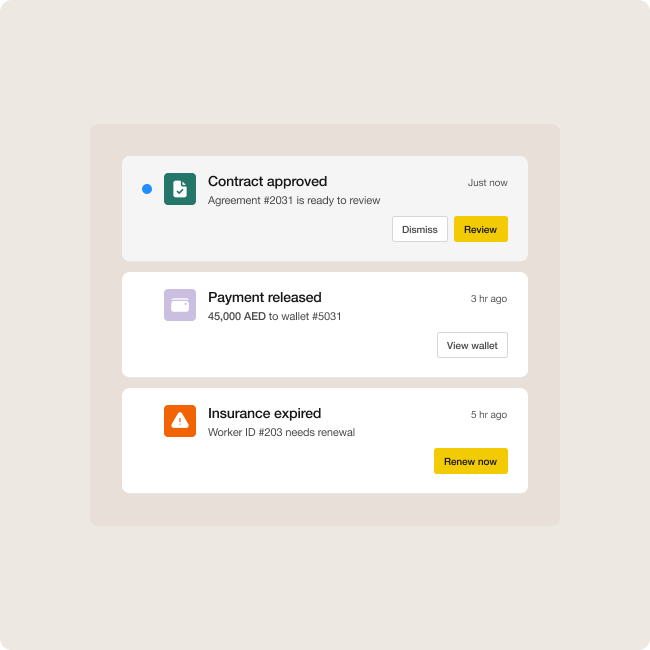 Contract approved
Just now
Agreement #2031 is ready to review
Dismiss
Review
Payment released
3 hr ago
45,000 AED to wallet #5031
View wallet
Insurance expired
5 hr ago
Worker ID #203 needs renewal
Renew now